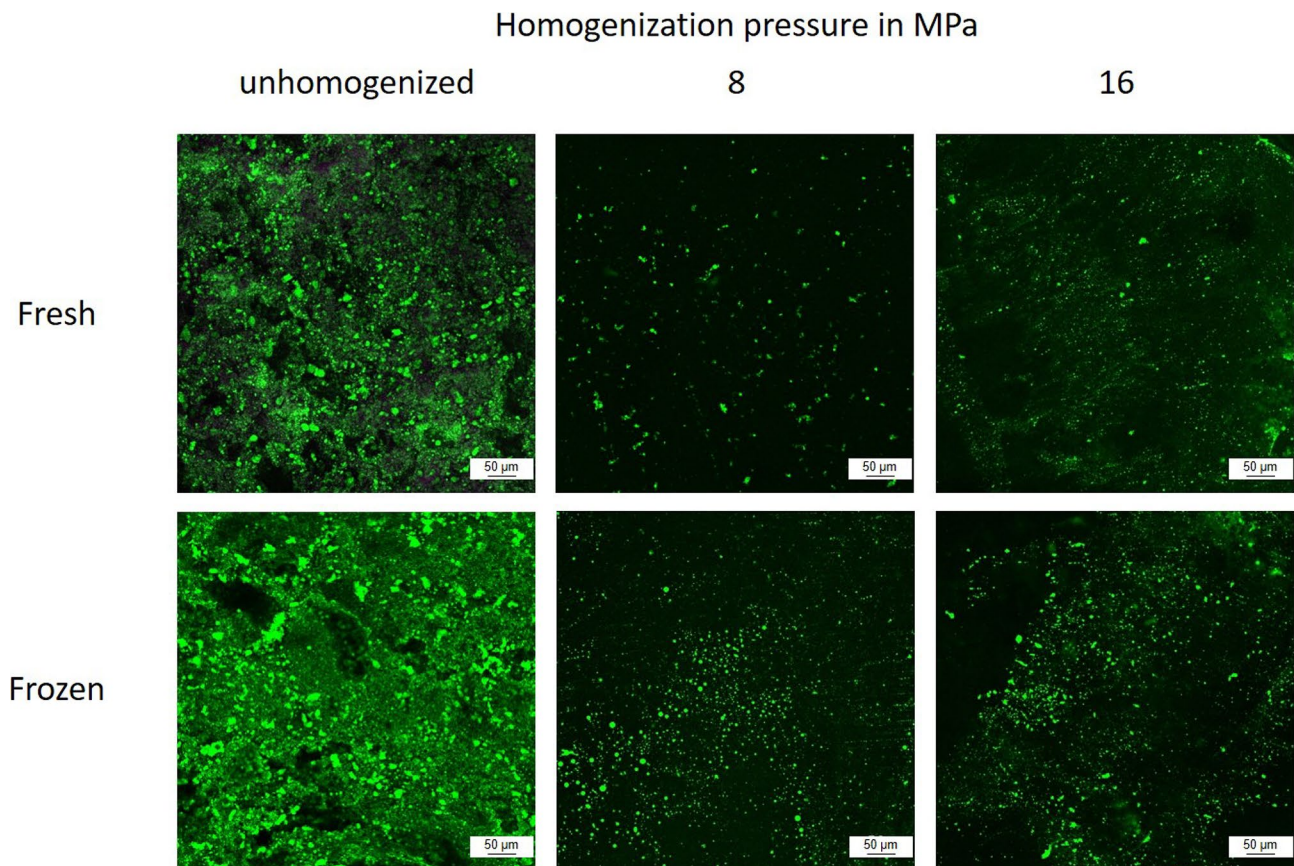 Homogenization pressure in MPa
unhomogenized 8 16
Fresh
50 µm 50 µm 50 µm
Frozen
50 µm 50 µm 50 µm